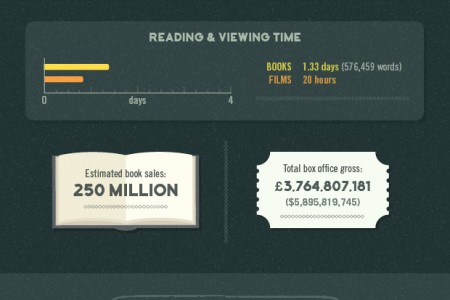 READING & VIEWING TIME
BOOKS 1.33 days (576,459 words)
FILMS 20 hours
0 days 4
Estimated book sales:
250 MILLION
Total box office gross:
£3,764,807,181
($5,895,819,745)